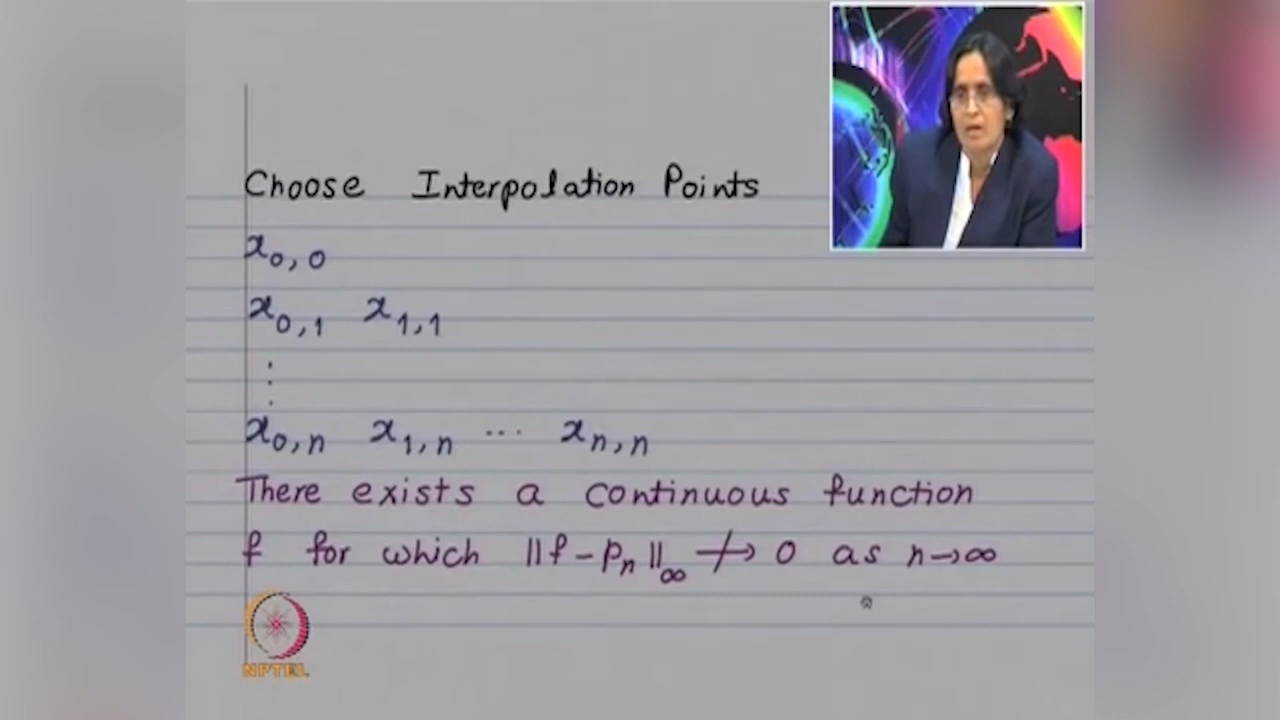 Choose Interpolation Points
x₀,₀
x₀,₁ x₁,₁
⋮
x₀,ₙ x₁,ₙ ... xₙ,ₙ
There exists a continuous function
f for which ||f - pₙ||∞ ↛ 0 as n→∞
NPTEL